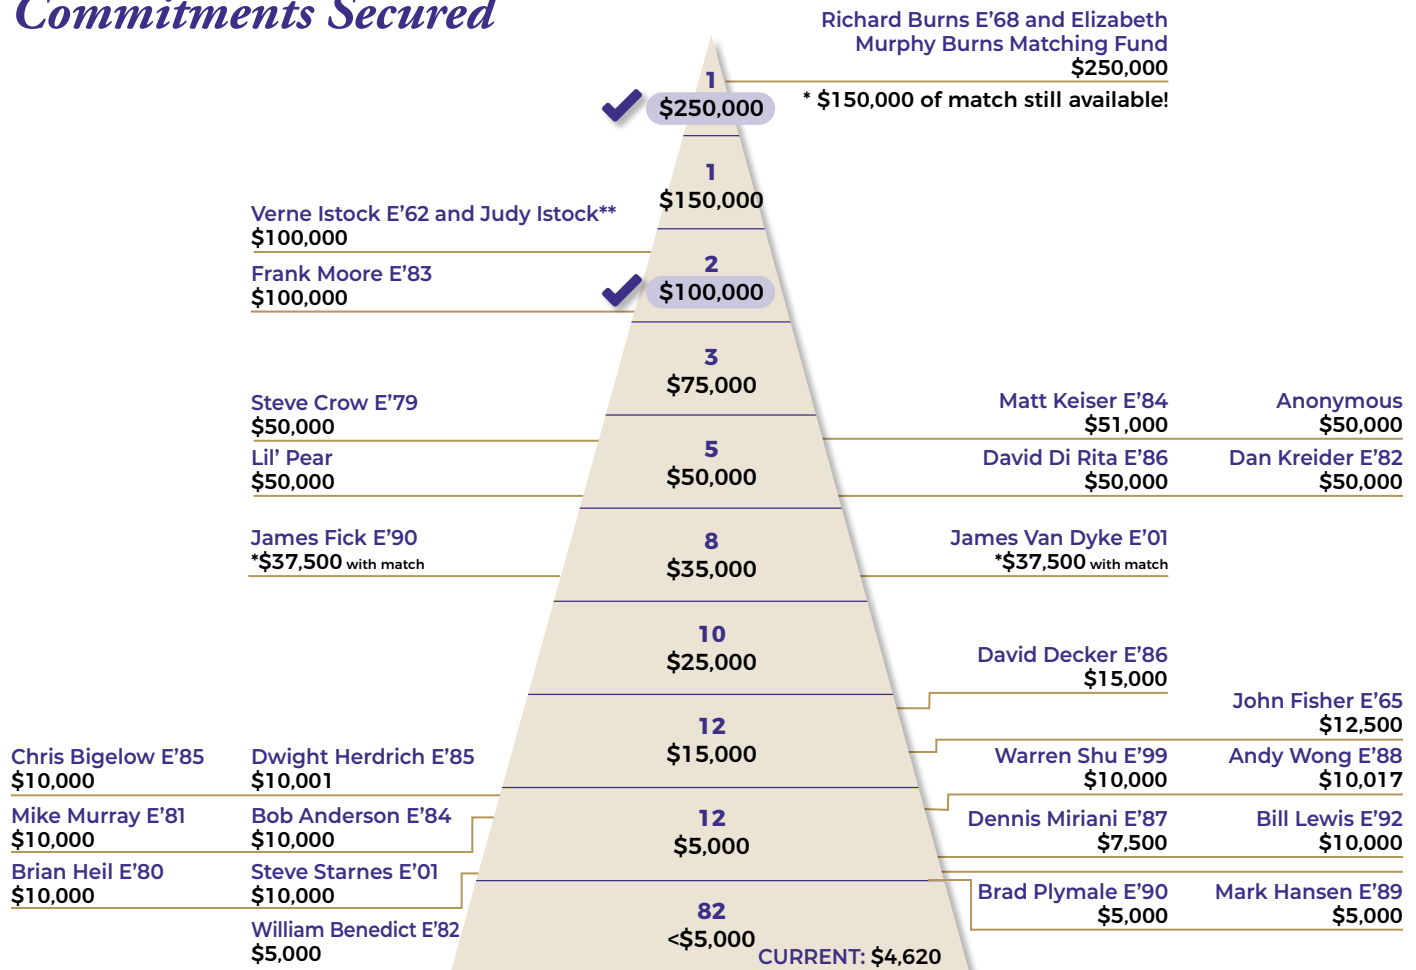 Commitments Secured
Richard Burns E’68 and Elizabeth
Murphy Burns Matching Fund
$250,000
* $150,000 of match still available!
1
$250,000
1
$150,000
Verne Istock E’62 and Judy Istock**
$100,000
Frank Moore E’83
$100,000
2
$100,000
3
$75,000
Steve Crow E’79
$50,000
Lil’ Pear
$50,000
5
$50,000
Matt Keiser E’84
$51,000
Anonymous
$50,000
David Di Rita E’86
$50,000
Dan Kreider E’82
$50,000
James Fick E’90
*$37,500 with match
8
$35,000
James Van Dyke E’01
*$37,500 with match
10
$25,000
David Decker E’86
$15,000
12
$15,000
John Fisher E’65
$12,500
Chris Bigelow E’85
$10,000
Dwight Herdrich E’85
$10,001
Warren Shu E’99
$10,000
Andy Wong E’88
$10,017
Mike Murray E’81
$10,000
Bob Anderson E’84
$10,000
12
$5,000
Dennis Miriani E’87
$7,500
Bill Lewis E’92
$10,000
Brian Heil E’80
$10,000
Steve Starnes E’01
$10,000
Brad Plymale E’90
$5,000
Mark Hansen E’89
$5,000
William Benedict E’82
$5,000
82
<$5,000
CURRENT: $4,620